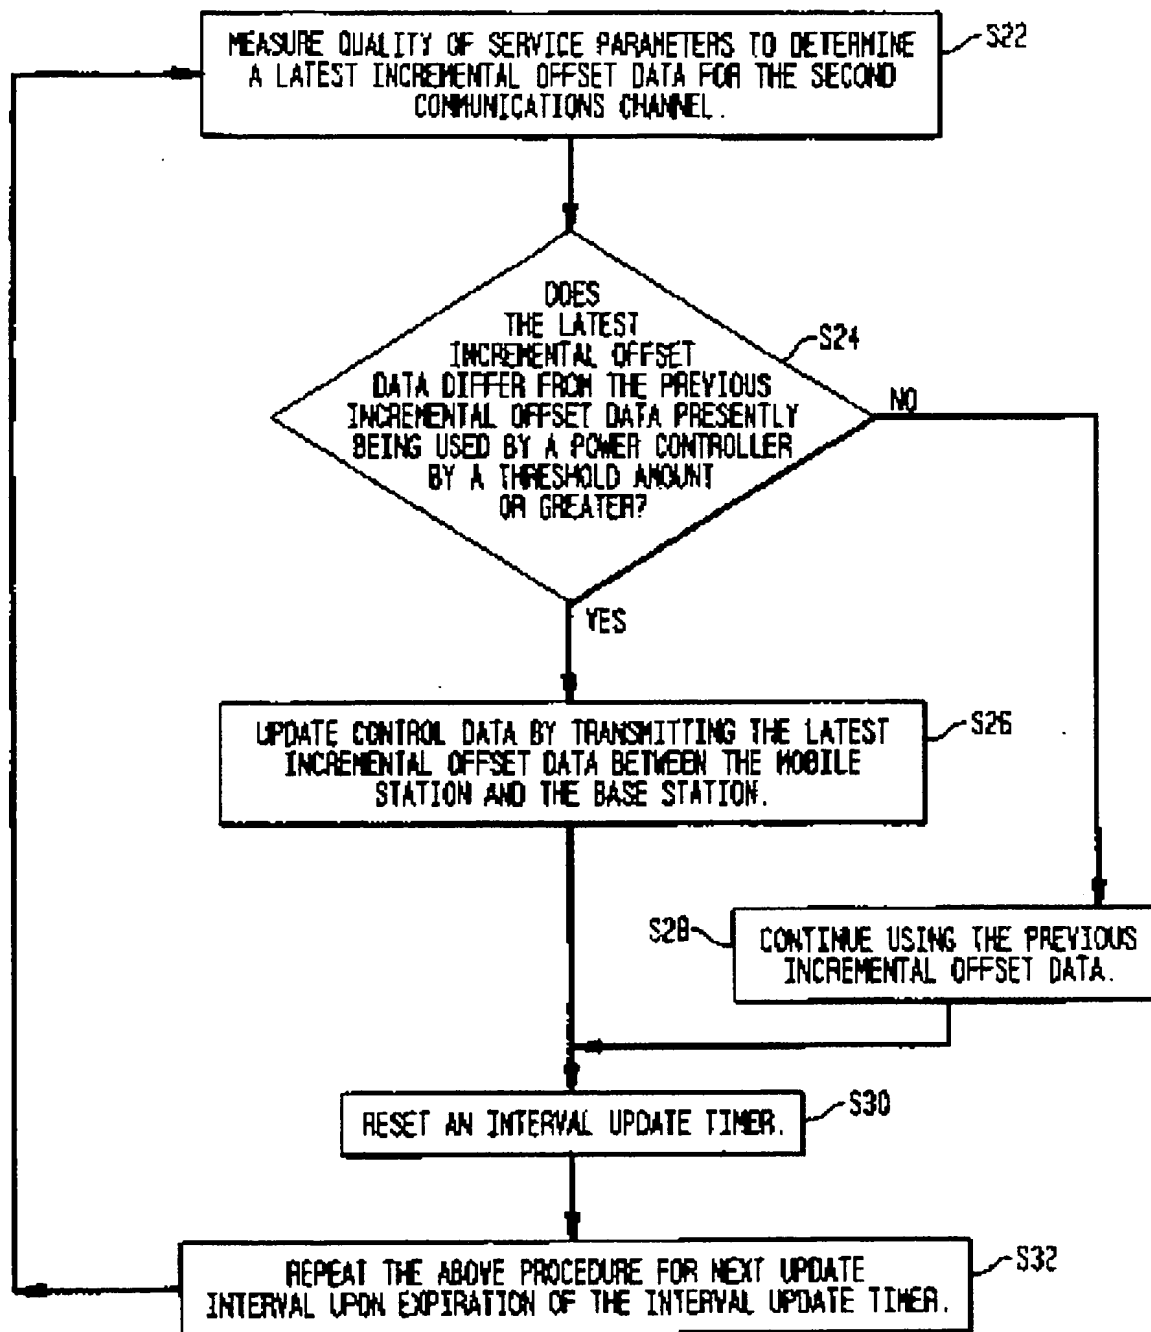 MEASURE QUALITY OF SERVICE PARAMETERS TO DETERMINE
A LATEST INCREMENTAL OFFSET DATA FOR THE SECOND
COMMUNICATIONS CHANNEL.
S22
DOES
THE LATEST
INCREMENTAL OFFSET
DATA DIFFER FROM THE PREVIOUS
INCREMENTAL OFFSET DATA PRESENTLY
BEING USED BY A POWER CONTROLLER
BY A THRESHOLD AMOUNT
OR GREATER?
S24
NO
YES
UPDATE CONTROL DATA BY TRANSMITTING THE LATEST
INCREMENTAL OFFSET DATA BETWEEN THE MOBILE
STATION AND THE BASE STATION.
S26
S28
CONTINUE USING THE PREVIOUS
INCREMENTAL OFFSET DATA.
RESET AN INTERVAL UPDATE TIMER.
S30
REPEAT THE ABOVE PROCEDURE FOR NEXT UPDATE
INTERVAL UPON EXPIRATION OF THE INTERVAL UPDATE TIMER.
S32